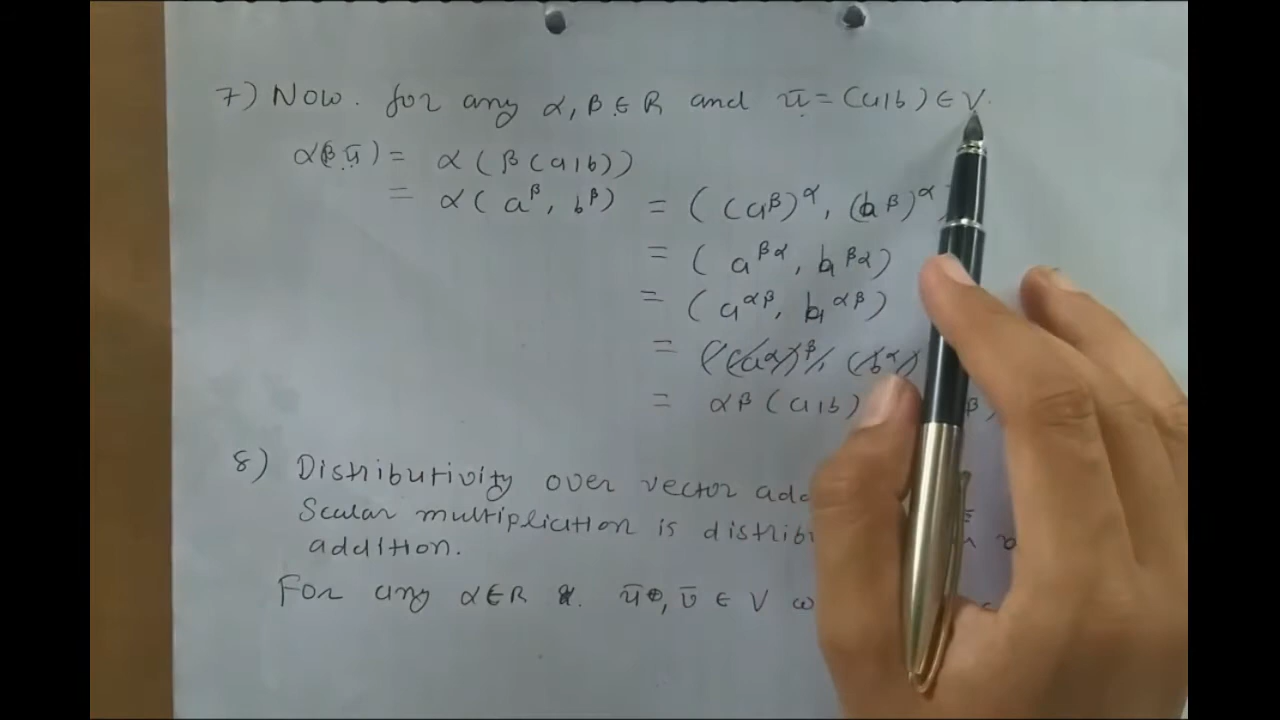 7) Now. for any α, β ∈ R and ū = (a,b) ∈ V.
α(β ū) = α (β (a,b))
= α ( a^β, b^β) = ( (a^β)^α, (b^β)^α
= ( a^βα, b^βα)
= ( a^αβ, b^αβ)
= ((a^α)^β, (b^α)
= αβ (a,b)
8) Distributivity over vector add
Scalar multiplication is distrib
addition.
For any α∈R &. ū, v̄ ∈ V